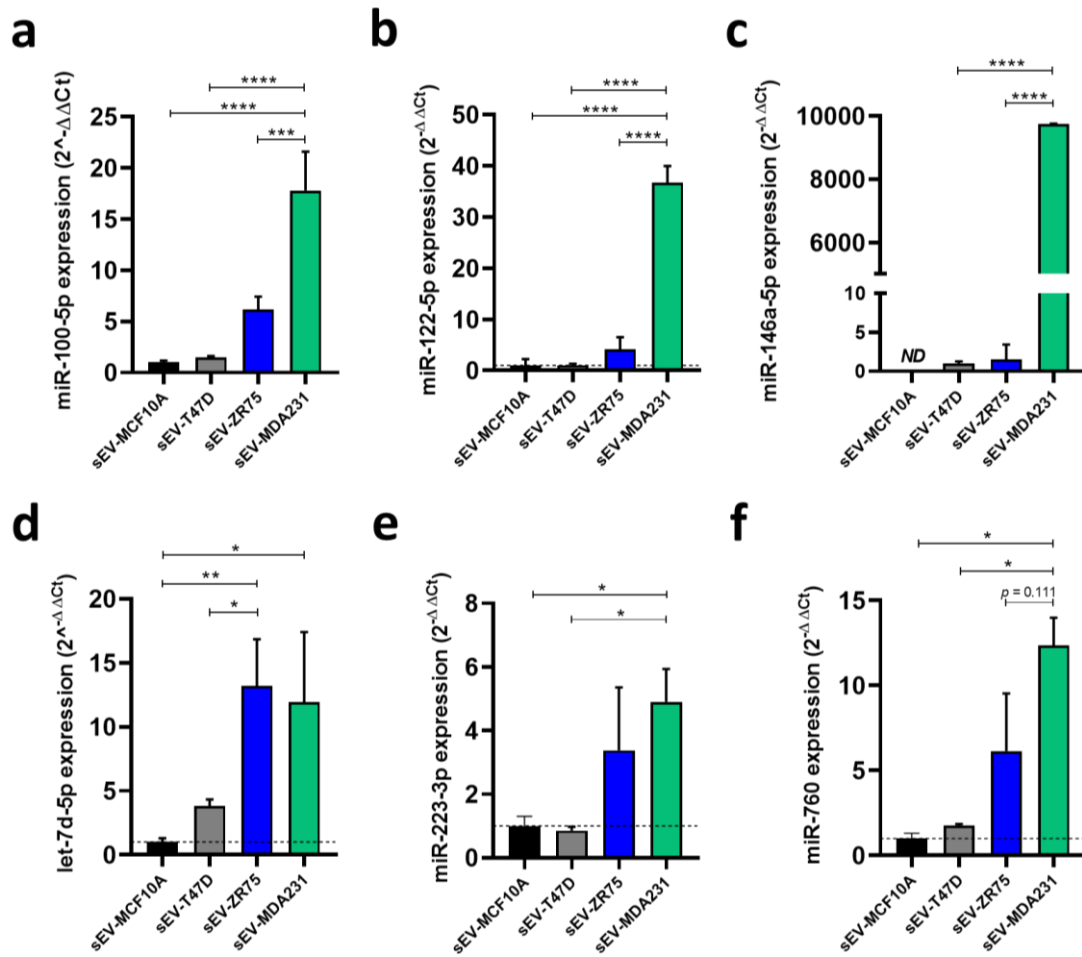 a
miR-100-5p expression (2^-ΔΔCt)
****
****
***
25
20
15
10
5
0
sEV-MCF10A
sEV-T47D
sEV-ZR75
sEV-MDA231
b
miR-122-5p expression (2-ΔΔCt)
****
****
****
50
40
30
20
10
0
sEV-MCF10A
sEV-T47D
sEV-ZR75
sEV-MDA231
c
miR-146a-5p expression (2-ΔΔCt)
****
****
10000
8000
6000
10
5
0
ND
sEV-MCF10A
sEV-T47D
sEV-ZR75
sEV-MDA231
d
let-7d-5p expression (2^-ΔΔCt)
*
**
*
20
15
10
5
0
sEV-MCF10A
sEV-T47D
sEV-ZR75
sEV-MDA231
e
miR-223-3p expression (2-ΔΔCt)
*
*
8
6
4
2
0
sEV-MCF10A
sEV-T47D
sEV-ZR75
sEV-MDA231
f
miR-760 expression (2-ΔΔCt)
*
*
p = 0.111
15
10
5
0
sEV-MCF10A
sEV-T47D
sEV-ZR75
sEV-MDA231